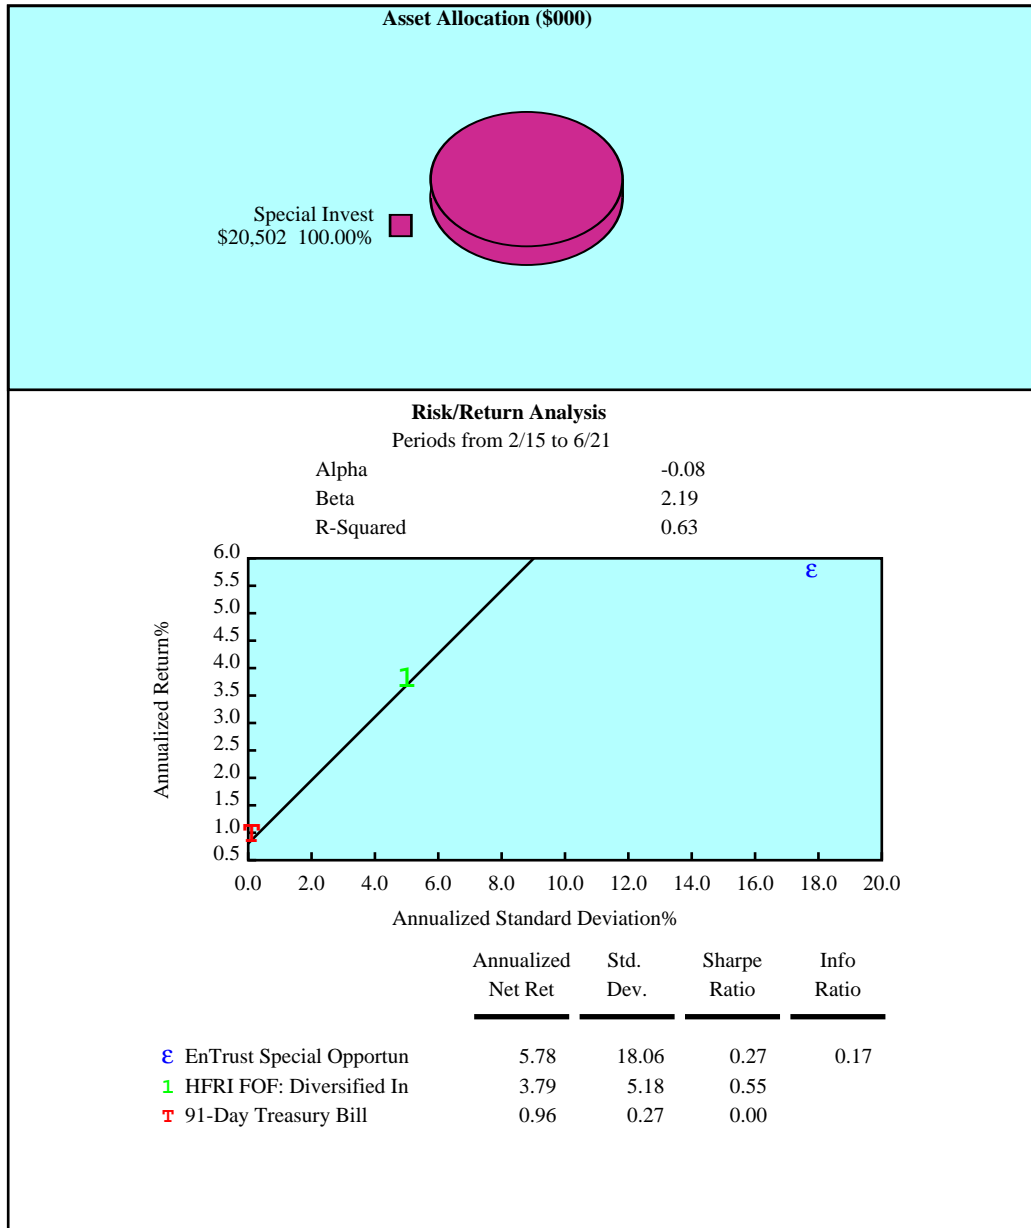 Asset Allocation ($000)
Special Invest
$20,502 100.00%
Risk/Return Analysis
Periods from 2/15 to 6/21
Alpha -0.08
Beta 2.19
R-Squared 0.63
6.0
5.5
5.0
4.5
4.0
3.5
3.0
2.5
2.0
1.5
1.0
0.5
Annualized Return%
ε
1
T
0.0 2.0 4.0 6.0 8.0 10.0 12.0 14.0 16.0 18.0 20.0
Annualized Standard Deviation%
Annualized Std. Sharpe Info
Net Ret Dev. Ratio Ratio
ε EnTrust Special Opportun 5.78 18.06 0.27 0.17
1 HFRI FOF: Diversified In 3.79 5.18 0.55
T 91-Day Treasury Bill 0.96 0.27 0.00